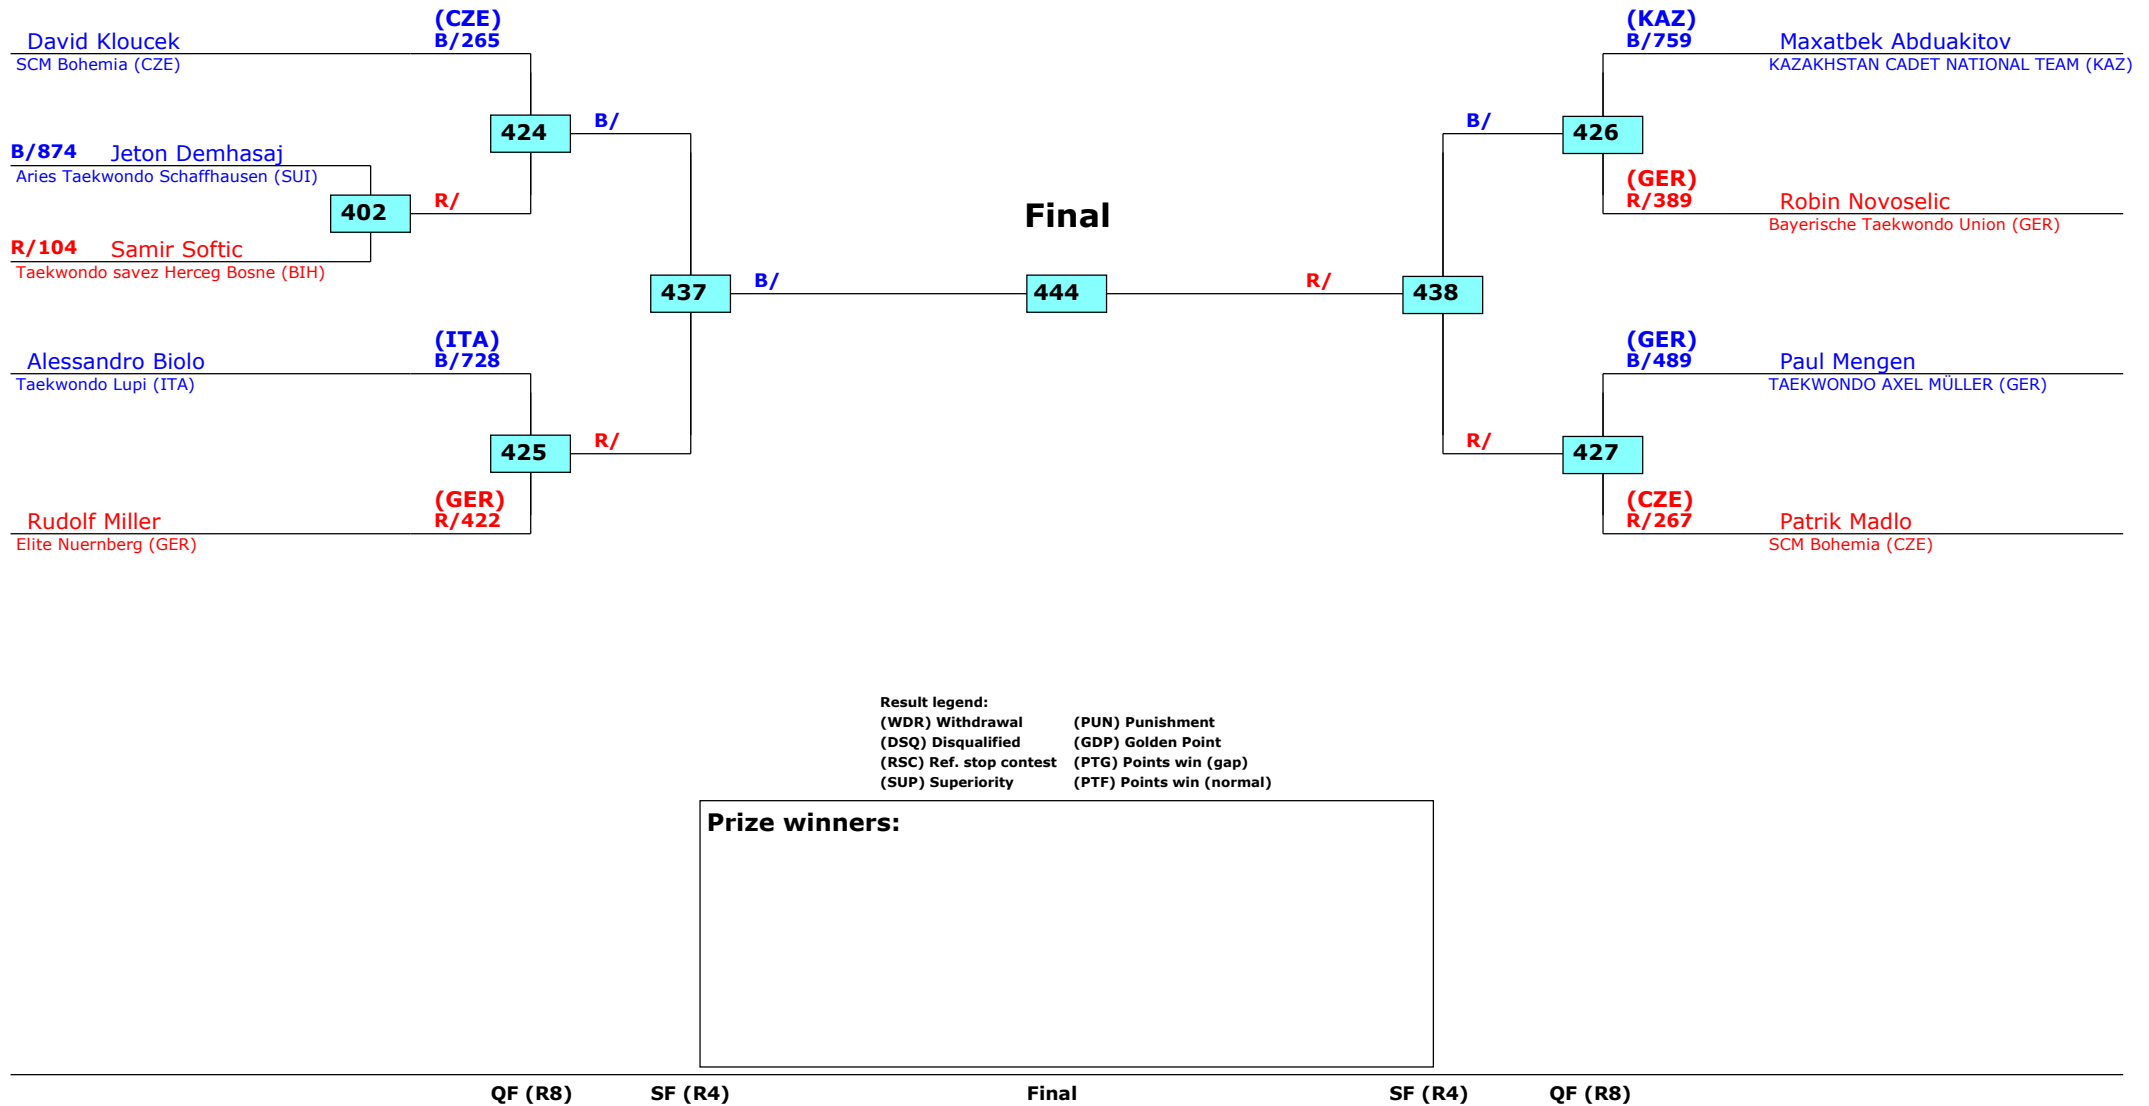 (CZE)
David Kloucek B/265
SCM Bohemia (CZE)
424 B/
B/874 Jeton Demhasaj
Aries Taekwondo Schaffhausen (SUI)
402 R/
R/104 Samir Softic
Taekwondo savez Herceg Bosne (BIH)
437 B/
(ITA)
Alessandro Biolo B/728
Taekwondo Lupi (ITA)
425 R/
(GER)
Rudolf Miller R/422
Elite Nuernberg (GER)
Final
444
(KAZ)
B/759 Maxatbek Abduakitov
KAZAKHSTAN CADET NATIONAL TEAM (KAZ)
B/ 426
(GER)
R/389 Robin Novoselic
Bayerische Taekwondo Union (GER)
R/ 438
(GER)
B/489 Paul Mengen
TAEKWONDO AXEL MÜLLER (GER)
R/ 427
(CZE)
R/267 Patrik Madlo
SCM Bohemia (CZE)
Result legend:
(WDR) Withdrawal (PUN) Punishment
(DSQ) Disqualified (GDP) Golden Point
(RSC) Ref. stop contest (PTG) Points win (gap)
(SUP) Superiority (PTF) Points win (normal)
Prize winners:
QF (R8) SF (R4) Final SF (R4) QF (R8)